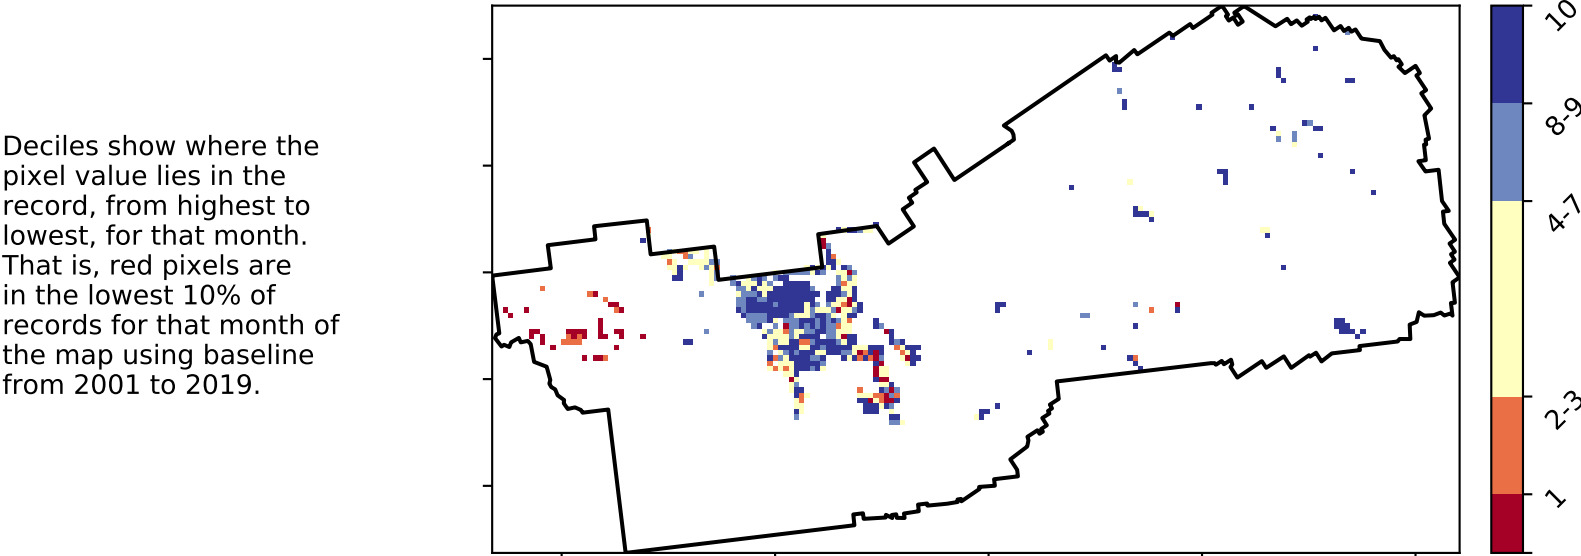 Deciles show where the
pixel value lies in the
record, from highest to
lowest, for that month.
That is, red pixels are
in the lowest 10% of
records for that month of
the map using baseline
from 2001 to 2019.
10
8-9
4-7
2-3
1